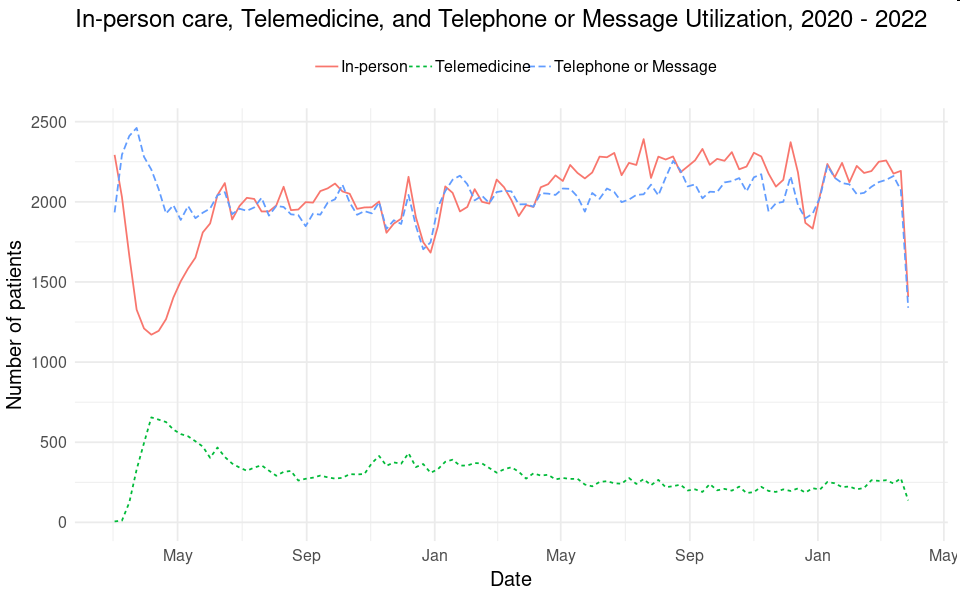 In-person care, Telemedicine, and Telephone or Message Utilization, 2020 - 2022
In-person Telemedicine Telephone or Message
2500
2000
1500
1000
500
0
Number of patients
May Sep Jan May Sep Jan May
Date